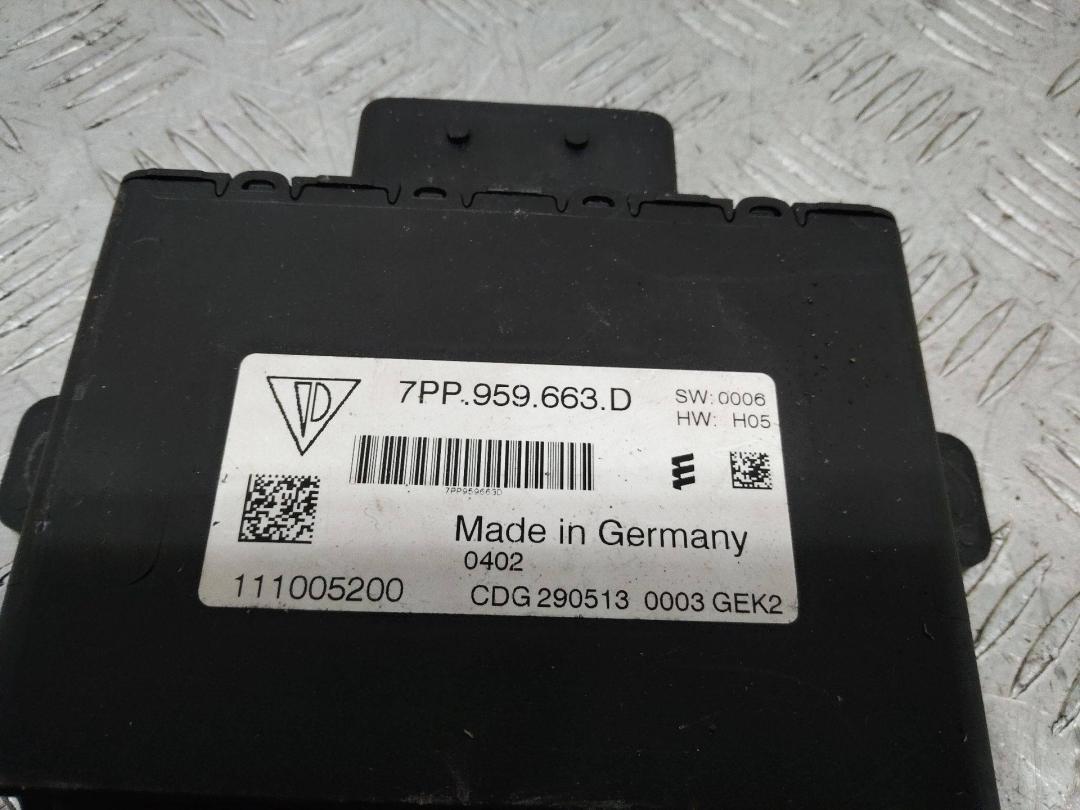 7PP.959.663.D
SW: 0006
HW: H05
7PP959663D
Made in Germany
0402
111005200
CDG 290513 0003 GEK2